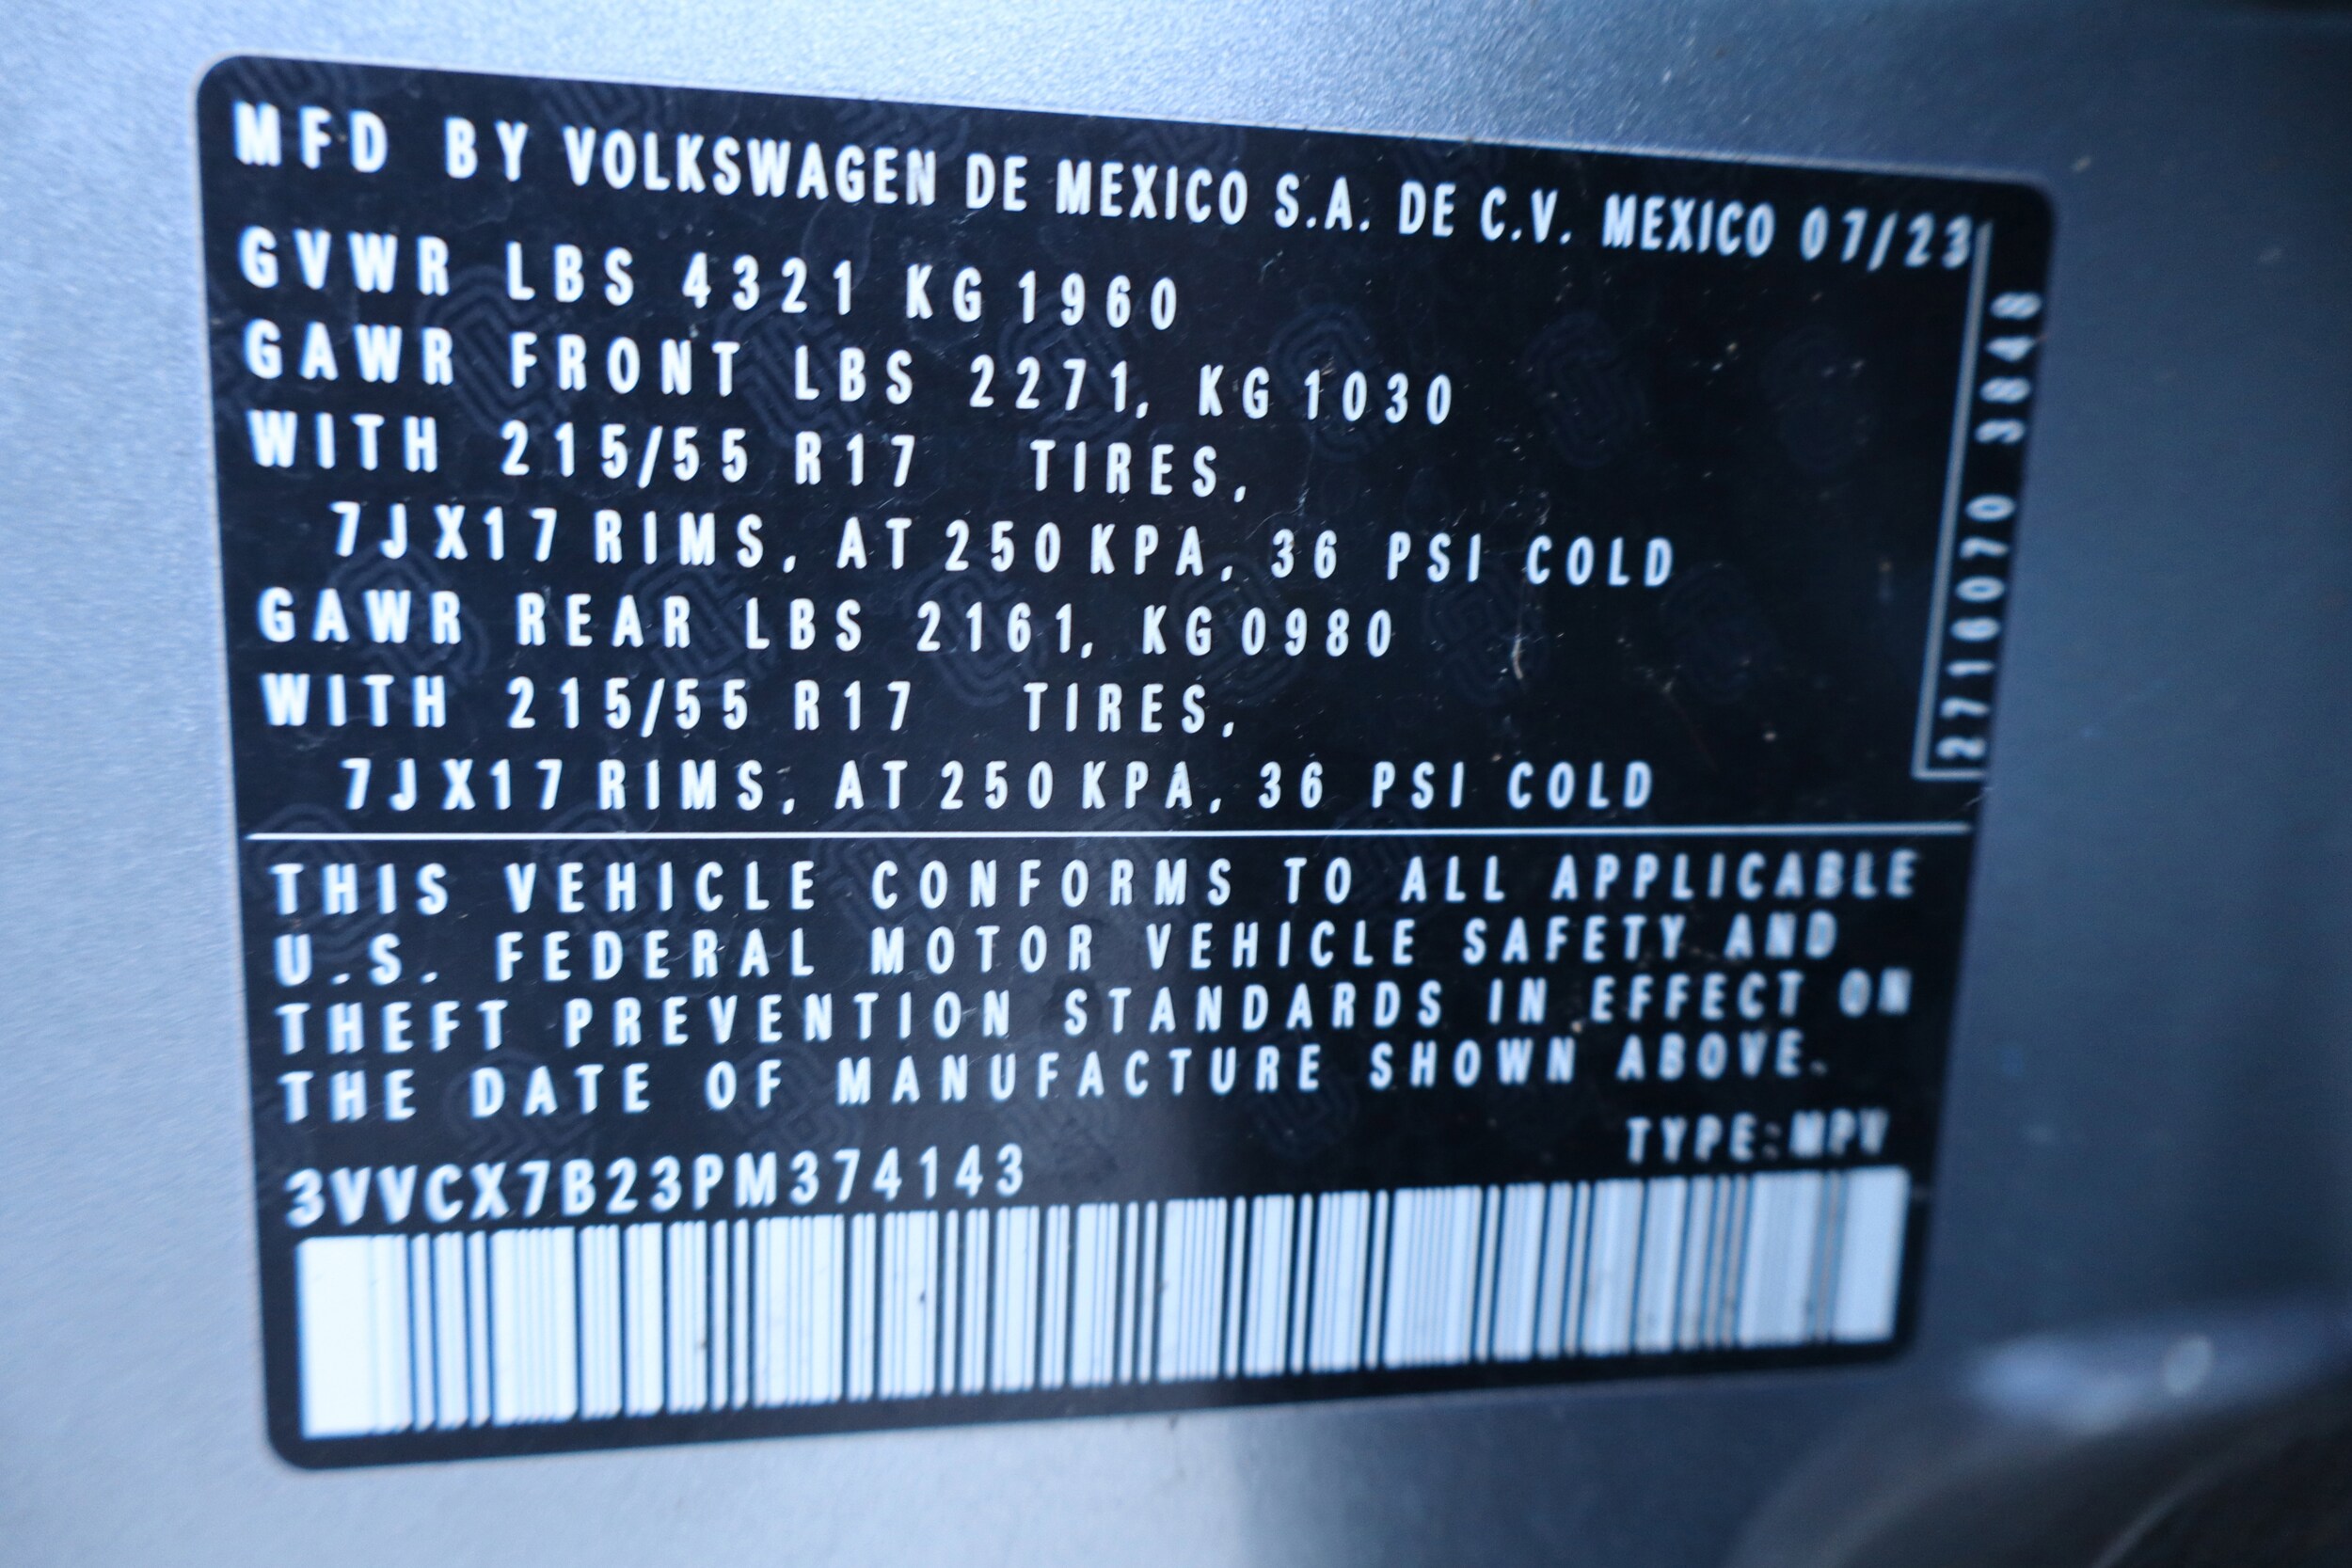 MFD BY VOLKSWAGEN DE MEXICO S.A. DE C.V. MEXICO 07/23
GVWR LBS 4321 KG 1960
GAWR FRONT LBS 2271, KG 1030
WITH 215/55 R17 TIRES,
7JX17 RIMS, AT 250 KPA, 36 PSI COLD
GAWR REAR LBS 2161, KG 0980
WITH 215/55 R17 TIRES,
7JX17 RIMS, AT 250 KPA, 36 PSI COLD
2716070 3848
THIS VEHICLE CONFORMS TO ALL APPLICABLE
U.S. FEDERAL MOTOR VEHICLE SAFETY AND
THEFT PREVENTION STANDARDS IN EFFECT ON
THE DATE OF MANUFACTURE SHOWN ABOVE.
TYPE: MPV
3VVCX7B23PM374143